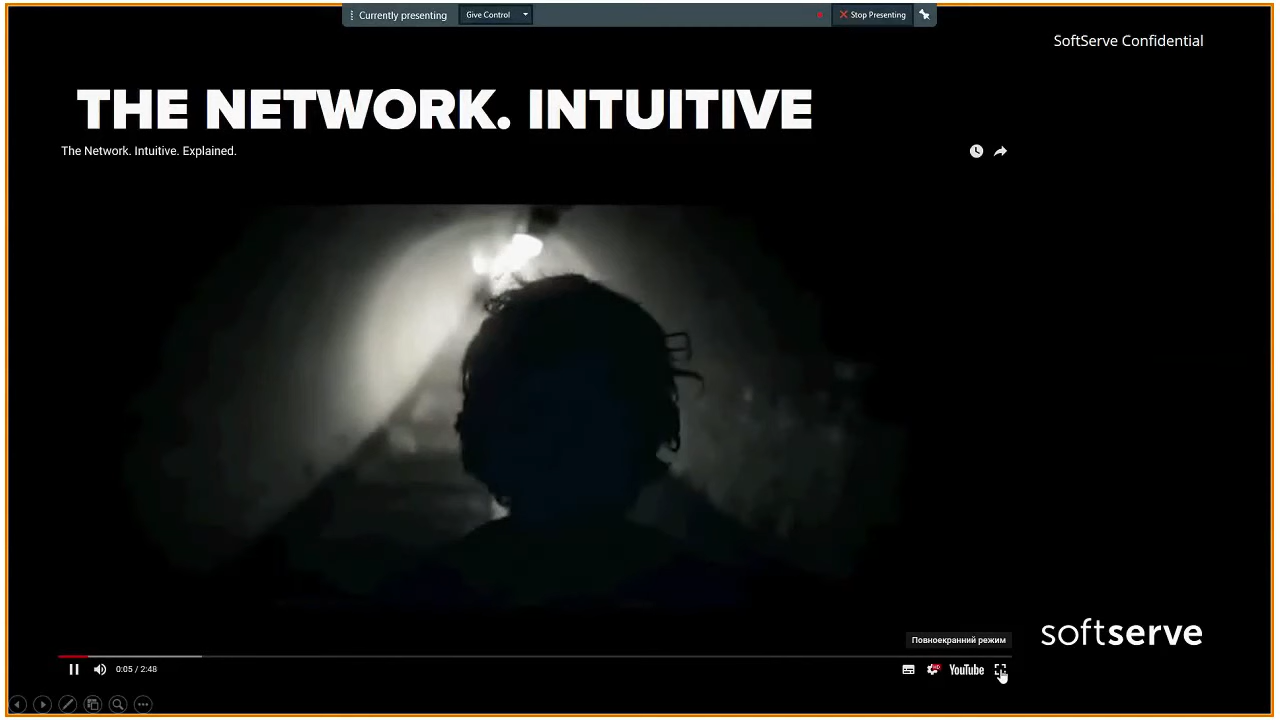 Currently presenting
Give Control
Stop Presenting
SoftServe Confidential
THE NETWORK. INTUITIVE
The Network. Intuitive. Explained.
Повноекранний режим
softserve
0:05 / 2:48
HD
YouTube